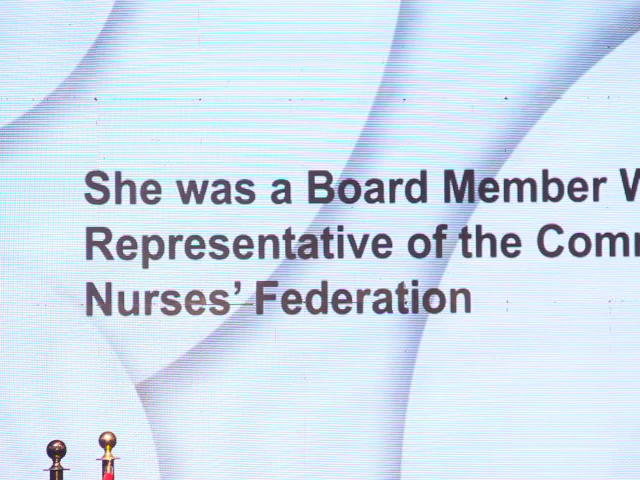 She was a Board Member
Representative of the
Nurses' Federation